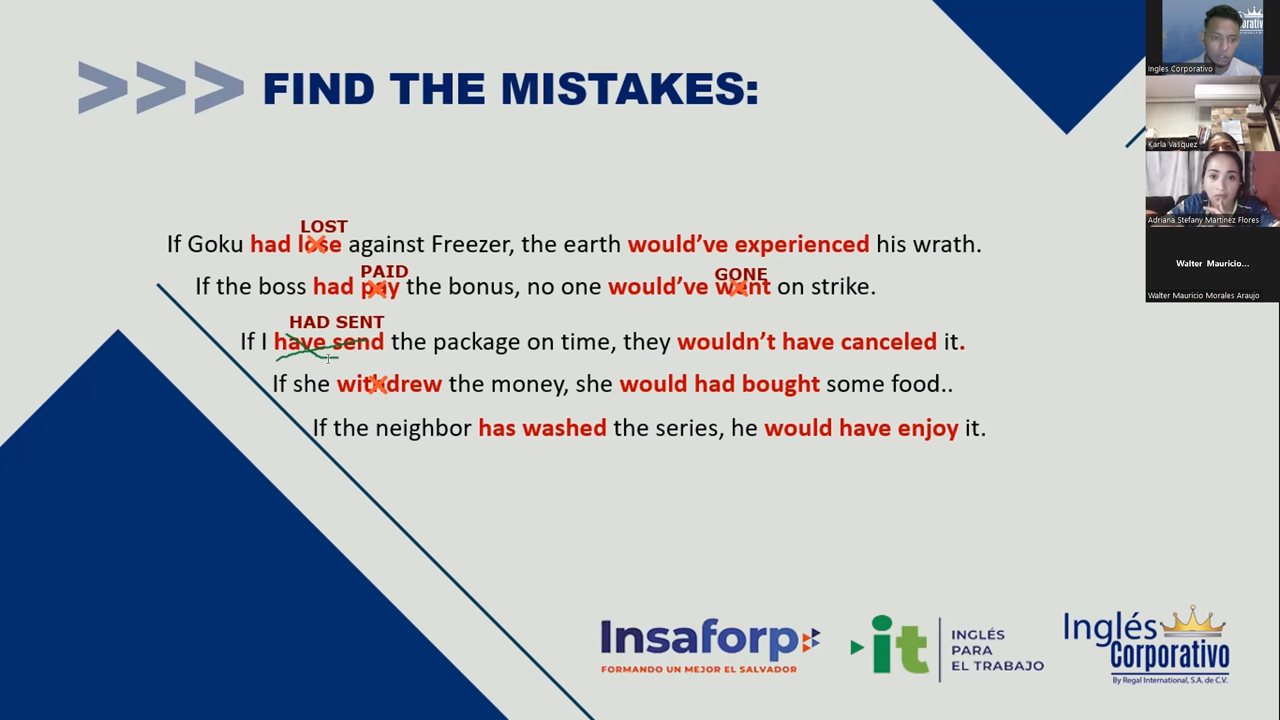 >>> FIND THE MISTAKES:
LOST
If Goku had lose against Freezer, the earth would've experienced his wrath.
PAID
GONE
If the boss had pay the bonus, no one would've went on strike.
HAD SENT
If I have send the package on time, they wouldn't have canceled it.
If she withdrew the money, she would had bought some food..
If the neighbor has washed the series, he would have enjoy it.
Insaforp
FORMANDO UN MEJOR EL SALVADOR
it
INGLÉS
PARA
EL TRABAJO
Inglés
Corporativo
By Regal International, S.A. de C.V.
Inglés
Corporativo
Ingles Corporativo
Karla Vasquez
Adriana Stefany Martinez Flores
Walter Mauricio...
Walter Mauricio Morales Araujo